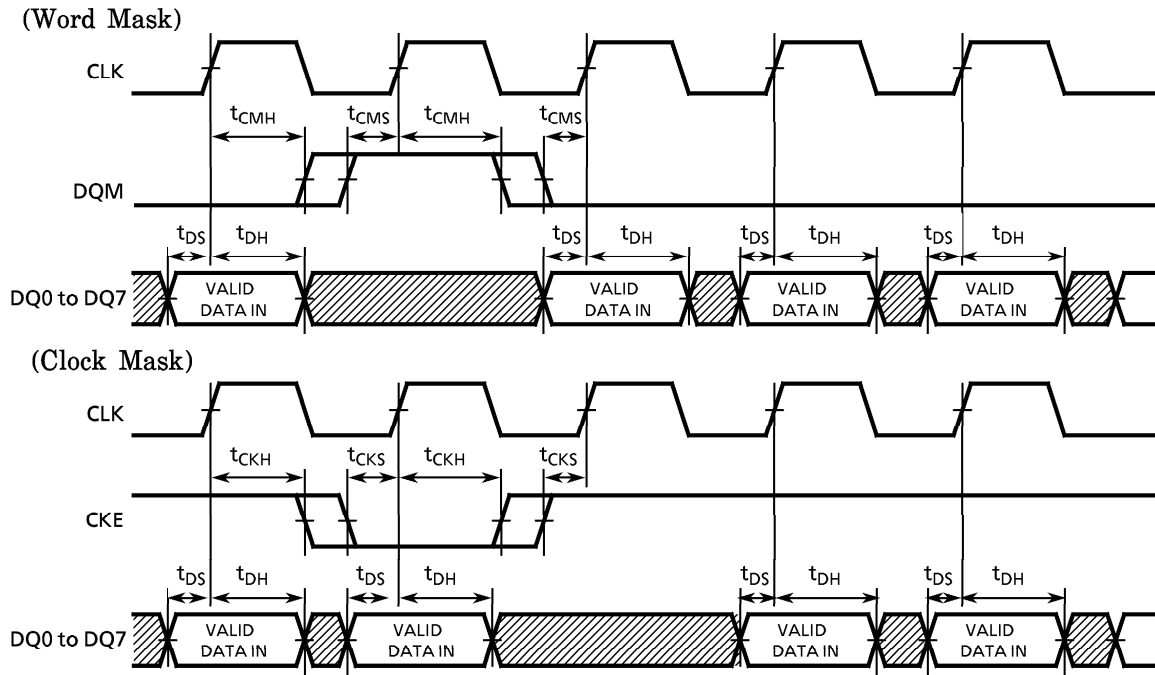 (Word Mask)
CLK
tCMH tCMS tCMH tCMS
DQM
tDS tDH tDS tDH tDS tDH tDS tDH
DQ0 to DQ7
VALID DATA IN
VALID DATA IN
VALID DATA IN
VALID DATA IN
(Clock Mask)
CLK
tCKH tCKS tCKH tCKS
CKE
tDS tDH tDS tDH tDS tDH tDS tDH
DQ0 to DQ7
VALID DATA IN
VALID DATA IN
VALID DATA IN
VALID DATA IN